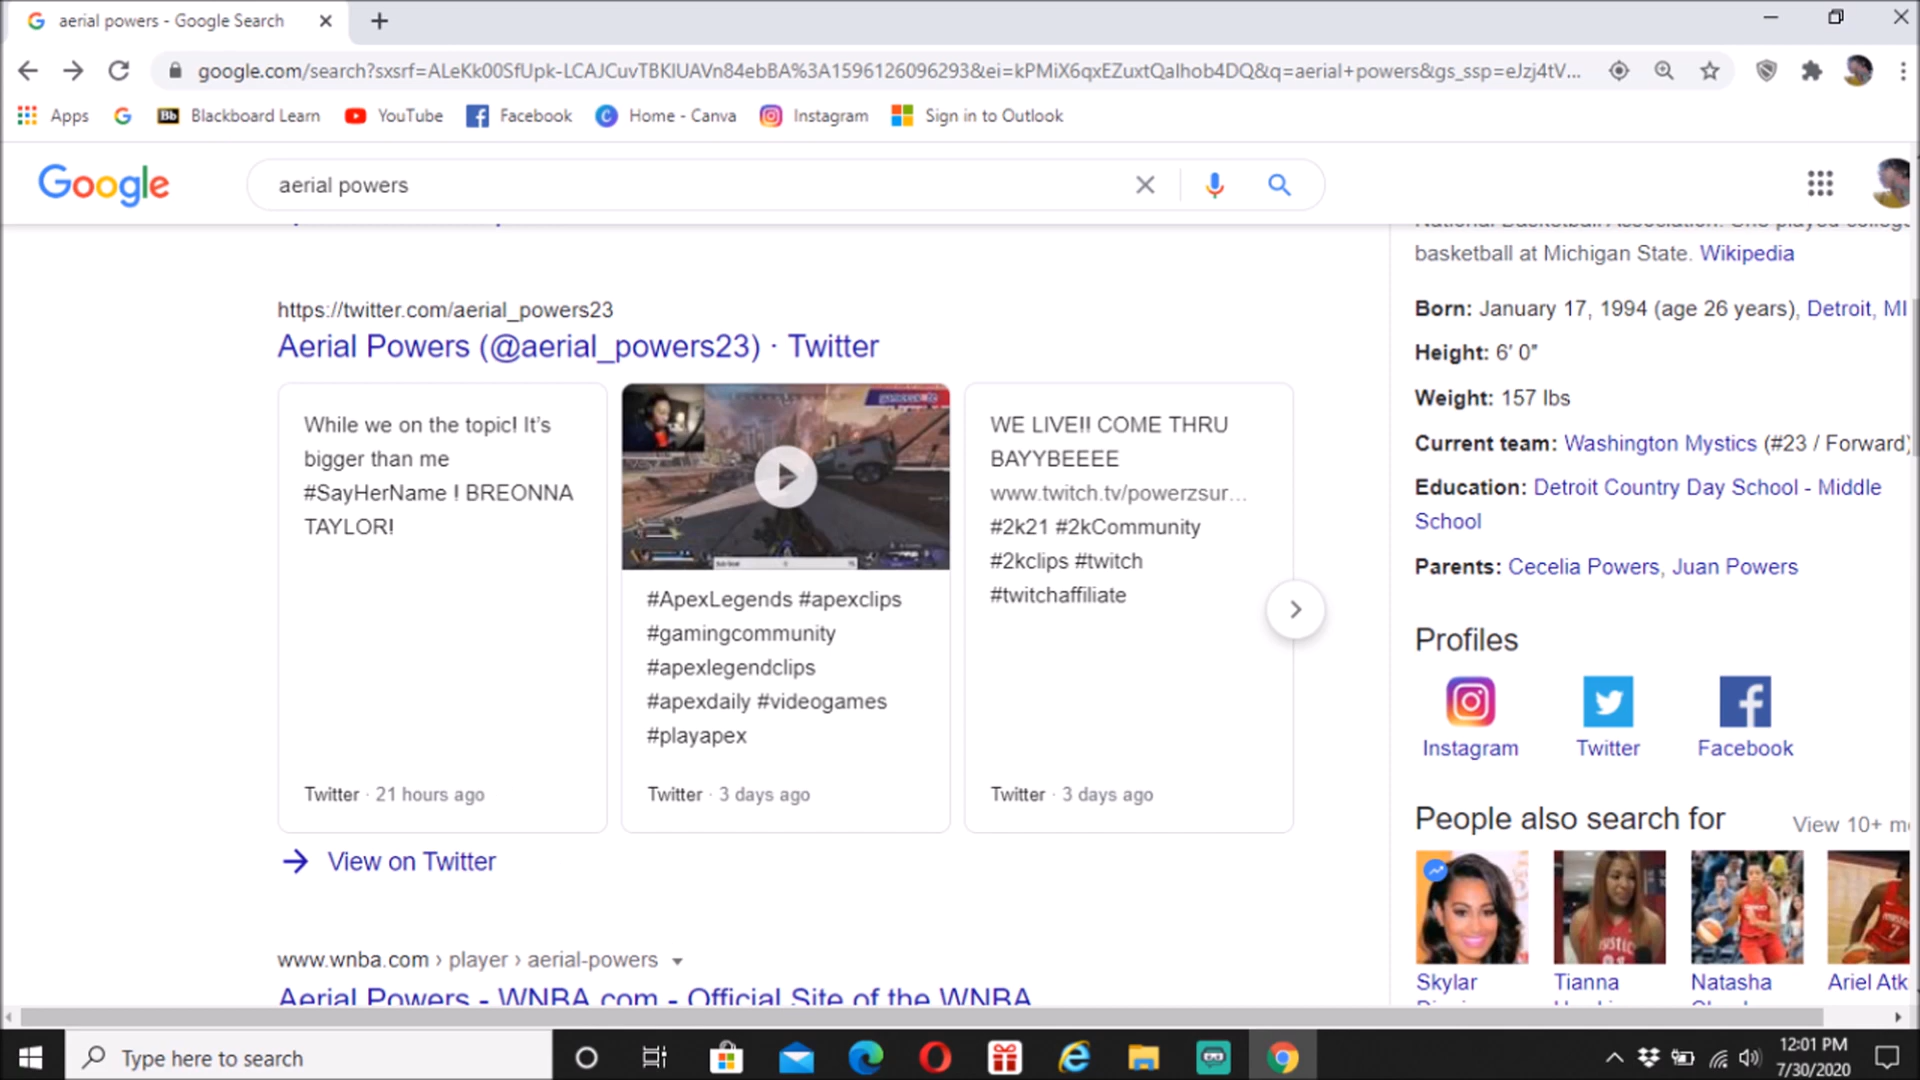 aerial powers - Google Search
google.com/search?sxsrf=ALeKk00SfUpk-LCAJCuvTBKlUAVn84ebBA%3A1596126096293&ei=kPMiX6qxEZuxtQalhob4DQ&q=aerial+powers&gs_ssp=eJzj4tV...
Apps
Blackboard Learn
YouTube
Facebook
Home - Canva
Instagram
Sign in to Outlook
Google
aerial powers
basketball at Michigan State. Wikipedia
https://twitter.com/aerial_powers23
Aerial Powers (@aerial_powers23) · Twitter
While we on the topic! It's
bigger than me
#SayHerName ! BREONNA
TAYLOR!
Twitter · 21 hours ago
#ApexLegends #apexclips
#gamingcommunity
#apexlegendclips
#apexdaily #videogames
#playapex
Twitter · 3 days ago
WE LIVE!! COME THRU
BAYYBEEEE
www.twitch.tv/powerzsur...
#2k21 #2kCommunity
#2kclips #twitch
#twitchaffiliate
Twitter · 3 days ago
View on Twitter
www.wnba.com › player › aerial-powers
Aerial Powers - WNBA.com - Official Site of the WNBA
Born: January 17, 1994 (age 26 years), Detroit, MI
Height: 6′ 0″
Weight: 157 lbs
Current team: Washington Mystics (#23 / Forward)
Education: Detroit Country Day School - Middle
School
Parents: Cecelia Powers, Juan Powers
Profiles
Instagram
Twitter
Facebook
People also search for
View 10+ m
Skylar
Tianna
Natasha
Ariel Atk
Type here to search
12:01 PM
7/30/2020